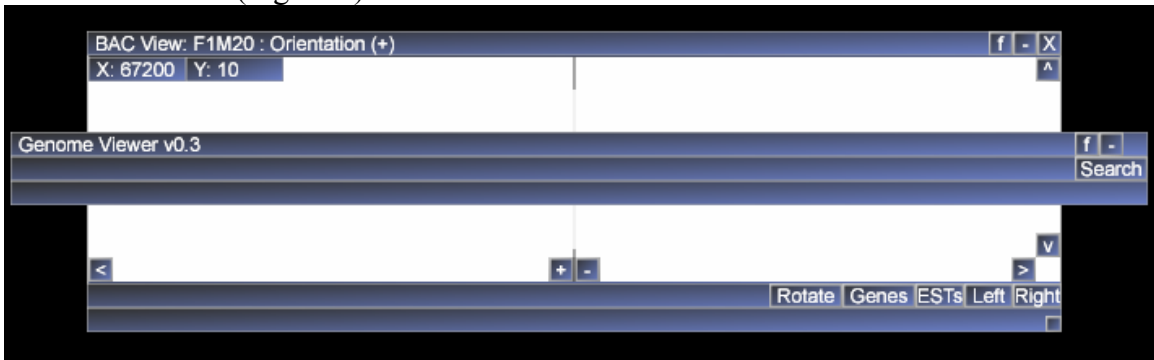 BAC View: F1M20 : Orientation (+) f - X
X: 67200 Y: 10 ^
Genome Viewer v0.3 f -
Search
v
< + - >
Rotate Genes ESTs Left Right